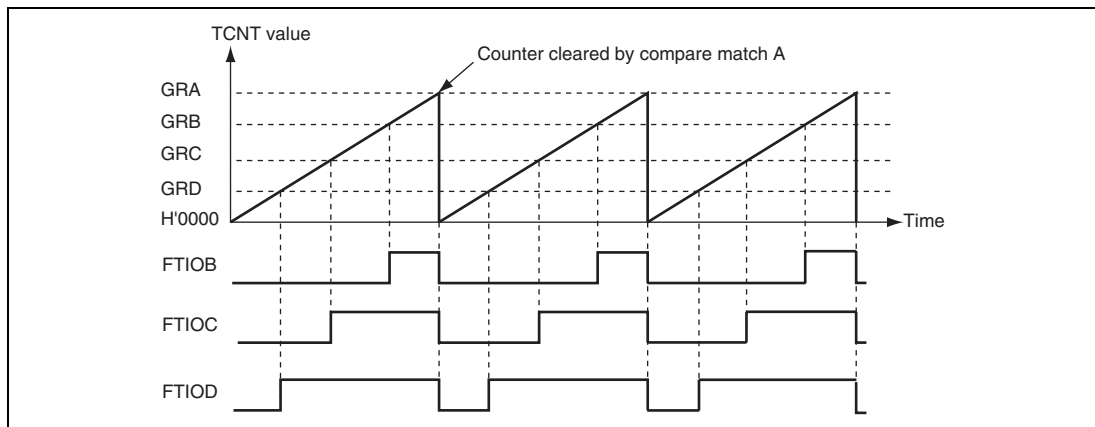 TCNT value
Counter cleared by compare match A
GRA
GRB
GRC
GRD
H'0000
Time
FTIOB
FTIOC
FTIOD